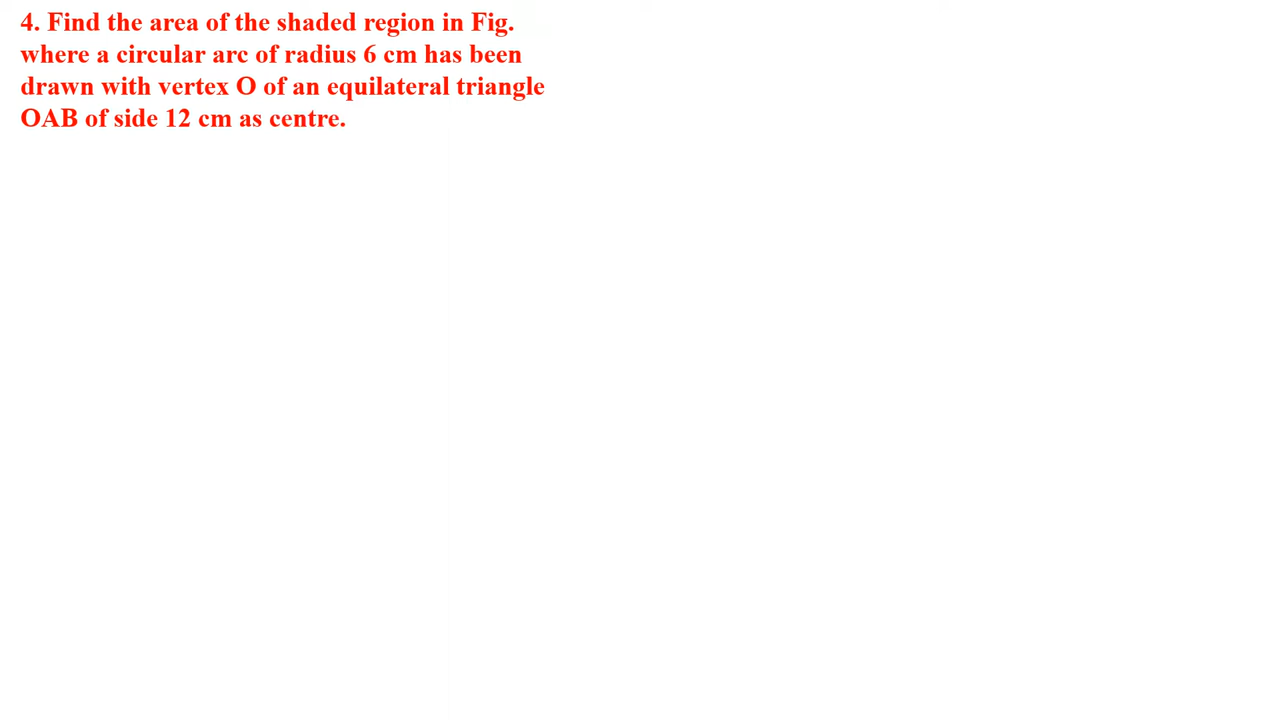 4. Find the area of the shaded region in Fig.
where a circular arc of radius 6 cm has been
drawn with vertex O of an equilateral triangle
OAB of side 12 cm as centre.